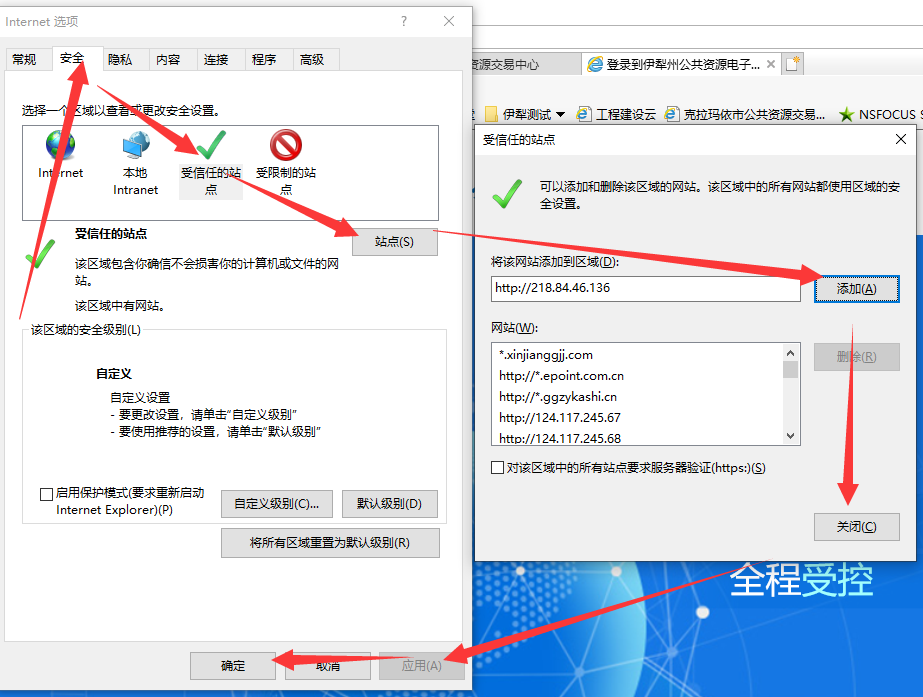 Internet 选项
常规 安全 隐私 内容 连接 程序 高级
选择一个区域以查看或更改安全设置。
Internet
本地
Intranet
受信任的站
点
受限制的站
点
受信任的站点
站点(S)
该区域包含你确信不会损害你的计算机或文件的网
站。
该区域中有网站。
该区域的安全级别(L)
自定义
自定义设置
- 要更改设置，请单击“自定义级别”
- 要使用推荐的设置，请单击“默认级别”
启用保护模式(要求重新启动
Internet Explorer)(P)
自定义级别(C)... 默认级别(D)
将所有区域重置为默认级别(R)
确定 取消 应用(A)
资源交易中心 登录到伊犁州公共资源电子...
伊犁测试 工程建设云 克拉玛依市公共资源交易... NSFOCUS S
受信任的站点
可以添加和删除该区域的网站。该区域中的所有网站都使用区域的安
全设置。
将该网站添加到区域(D):
http://218.84.46.136 添加(A)
网站(W):
*.xinjianggjj.com
http://*.epoint.com.cn
http://*.ggzykashi.cn
http://124.117.245.67
http://124.117.245.68
删除(R)
对该区域中的所有站点要求服务器验证(https:)(S)
关闭(C)
全程受控